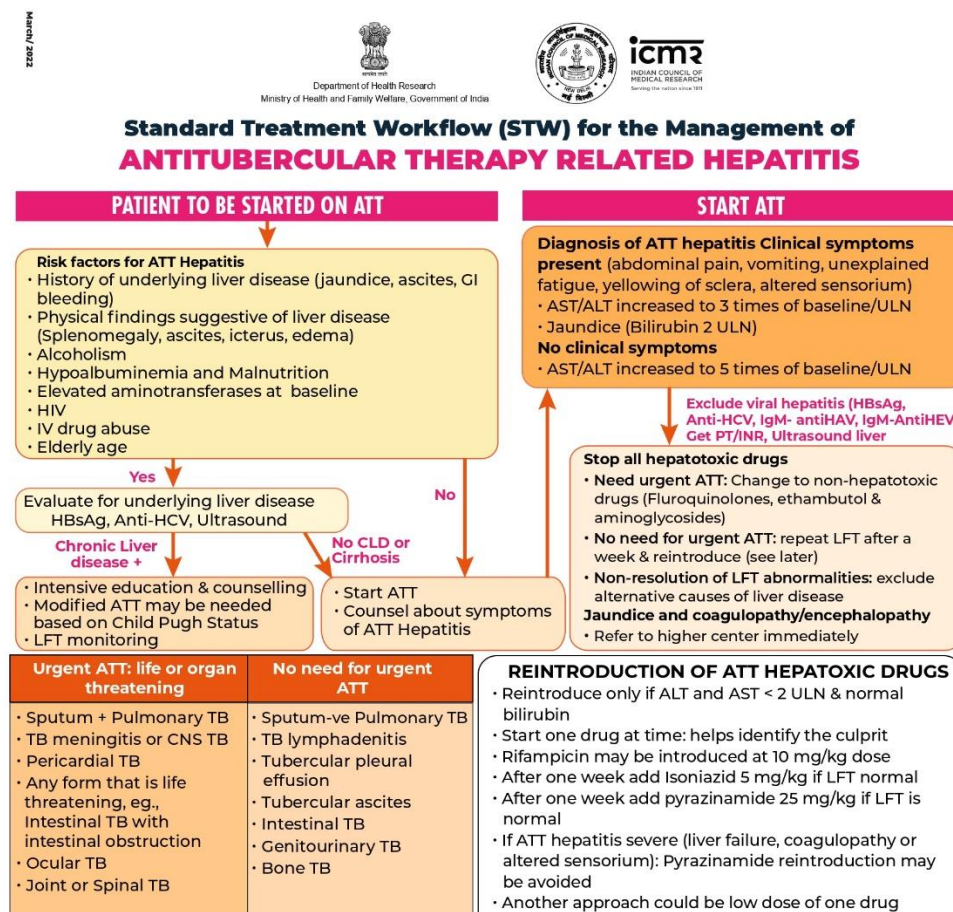 March/ 2022
सत्यमेव जयते
Department of Health Research
Ministry of Health and Family Welfare, Government of India
INDIAN COUNCIL OF MEDICAL RESEARCH
NEW DELHI
icmr
INDIAN COUNCIL OF
MEDICAL RESEARCH
Serving the nation since 1911
Standard Treatment Workflow (STW) for the Management of
ANTITUBERCULAR THERAPY RELATED HEPATITIS
PATIENT TO BE STARTED ON ATT
Risk factors for ATT Hepatitis
• History of underlying liver disease (jaundice, ascites, GI
bleeding)
• Physical findings suggestive of liver disease
(Splenomegaly, ascites, icterus, edema)
• Alcoholism
• Hypoalbuminemia and Malnutrition
• Elevated aminotransferases at baseline
• HIV
• IV drug abuse
• Elderly age
Yes
No
Evaluate for underlying liver disease
HBsAg, Anti-HCV, Ultrasound
Chronic Liver
disease +
No CLD or
Cirrhosis
• Intensive education & counselling
• Modified ATT may be needed
based on Child Pugh Status
• LFT monitoring
• Start ATT
• Counsel about symptoms
of ATT Hepatitis
START ATT
Diagnosis of ATT hepatitis Clinical symptoms
present (abdominal pain, vomiting, unexplained
fatigue, yellowing of sclera, altered sensorium)
• AST/ALT increased to 3 times of baseline/ULN
• Jaundice (Bilirubin 2 ULN)
No clinical symptoms
• AST/ALT increased to 5 times of baseline/ULN
Exclude viral hepatitis (HBsAg,
Anti-HCV, IgM- antiHAV, IgM-AntiHEV
Get PT/INR, Ultrasound liver
Stop all hepatotoxic drugs
• Need urgent ATT: Change to non-hepatotoxic
drugs (Fluroquinolones, ethambutol &
aminoglycosides)
• No need for urgent ATT: repeat LFT after a
week & reintroduce (see later)
• Non-resolution of LFT abnormalities: exclude
alternative causes of liver disease
Jaundice and coagulopathy/encephalopathy
• Refer to higher center immediately
Urgent ATT: life or organ
threatening
• Sputum + Pulmonary TB
• TB meningitis or CNS TB
• Pericardial TB
• Any form that is life
threatening, eg.,
Intestinal TB with
intestinal obstruction
• Ocular TB
• Joint or Spinal TB
No need for urgent
ATT
• Sputum-ve Pulmonary TB
• TB lymphadenitis
• Tubercular pleural
effusion
• Tubercular ascites
• Intestinal TB
• Genitourinary TB
• Bone TB
REINTRODUCTION OF ATT HEPATOXIC DRUGS
• Reintroduce only if ALT and AST < 2 ULN & normal
bilirubin
• Start one drug at time: helps identify the culprit
• Rifampicin may be introduced at 10 mg/kg dose
• After one week add Isoniazid 5 mg/kg if LFT normal
• After one week add pyrazinamide 25 mg/kg if LFT is
normal
• If ATT hepatitis severe (liver failure, coagulopathy or
altered sensorium): Pyrazinamide reintroduction may
be avoided
• Another approach could be low dose of one drug